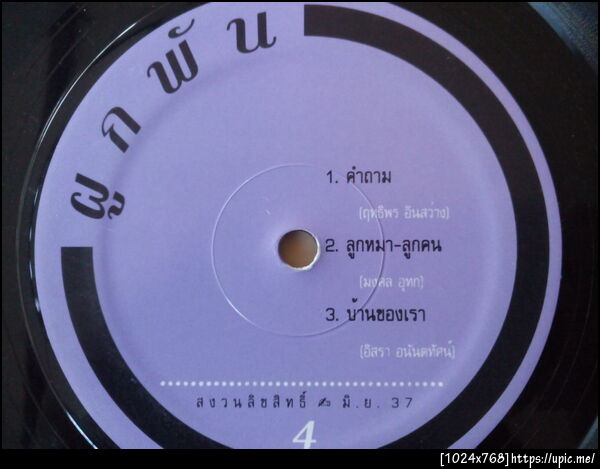 ผูกพัน
1. คำถาม
(ฤทธิพร อินสว่าง)
2. ลูกหมา-ลูกคน
(มงคล อุทก)
3. บ้านของเรา
(อิสรา อนันตทัศน์)
สงวนลิขสิทธิ์ มิ.ย. 37
4
[1024x768]https://upic.me/